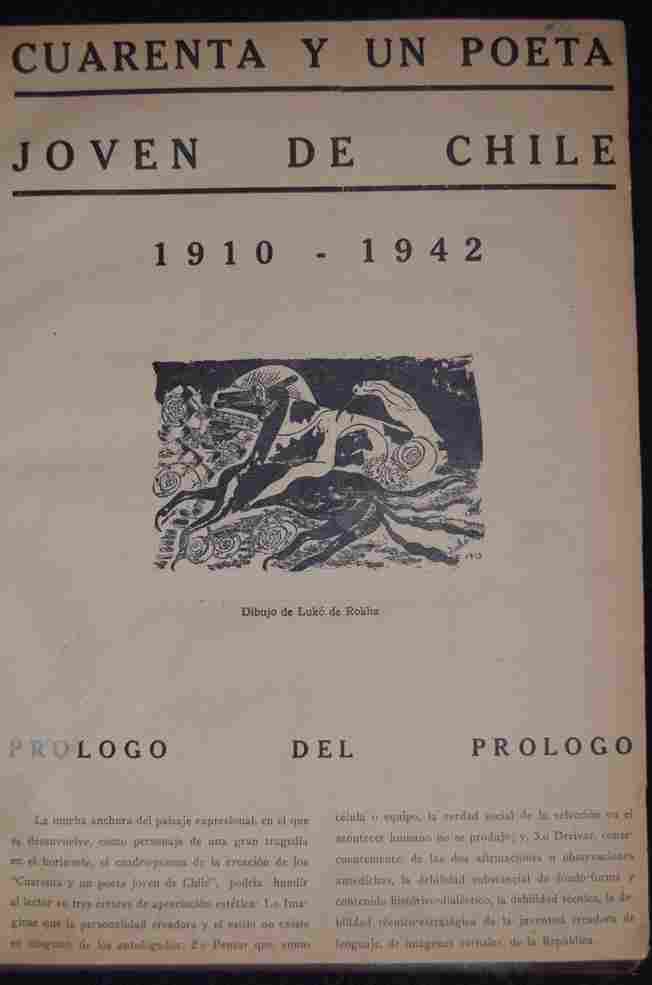 CUARENTA Y UN POETA
JOVEN DE CHILE
1910 - 1942
Dibujo de Lukó de Rokha
PROLOGO DEL PROLOGO
La mucha anchura del paisaje expresional, en el que
se desenvuelve, como personaje de una gran tragedia
en el horizonte, el cuadro-poema de la creación de los
"Cuarenta y un poeta joven de Chile", podría hundir
al lector en tres errores de apreciación estética: 1.o Ima-
ginar que la personalidad creadora y el estilo no existe
en ninguno de los antologados; 2.o Pensar que, como
célula o equipo, la verdad social de la selección en el
acontecer humano no se produjo; y, 3.o Derivar, conse-
cuentemente, de las dos afirmaciones u observaciones
antedichas, la debilidad substancial de fondo-forma y
contenido histórico-dialéctico, la debilidad técnica, la de-
bilidad técnico-estratégica de la juventud creadora de
lenguaje, de imágenes verbales, de la República.